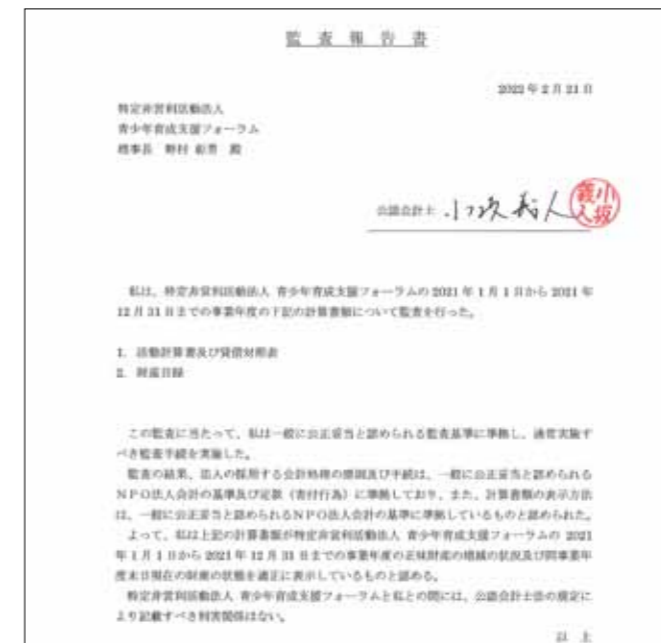 監査報告書
2022年2月21日
特定非営利活動法人
青少年育成支援フォーラム
理事長 野村 彰男 殿
公認会計士 小坂義人
小坂義人
私は、特定非営利活動法人 青少年育成支援フォーラムの2021年1月1日から2021年
12月31日までの事業年度の下記の計算書類について監査を行った。
1. 活動計算書及び貸借対照表
2. 財産目録
この監査に当たって、私は一般に公正妥当と認められる監査基準に準拠し、通常実施す
べき監査手続を実施した。
監査の結果、法人の採用する会計処理の原則及び手続は、一般に公正妥当と認められる
NPO法人会計の基準及び定款（寄付行為）に準拠しており、また、計算書類の表示方法
は、一般に公正妥当と認められるNPO法人会計の基準に準拠しているものと認められた。
よって、私は上記の計算書類が特定非営利活動法人 青少年育成支援フォーラムの2021
年1月1日から2021年12月31日までの事業年度の正味財産の増減の状況及び同事業年
度末日現在の財産の状態を適正に表示しているものと認める。
特定非営利活動法人 青少年育成支援フォーラムと私との間には、公認会計士法の規定に
より記載すべき利害関係はない。
以上